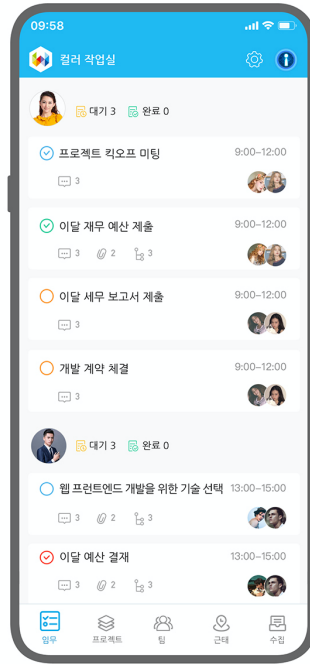 09:58
컬러 작업실
대기 3 완료 0
프로젝트 킥오프 미팅 9:00–12:00
3
이달 재무 예산 제출 9:00–12:00
3 2 3
이달 세무 보고서 제출 9:00–12:00
3
개발 계약 체결 9:00–12:00
3
대기 3 완료 0
웹 프런트엔드 개발을 위한 기술 선택 13:00–15:00
3 2 3
이달 예산 결재 13:00–15:00
3 2 3
임무 프로젝트 팀 근태 수집